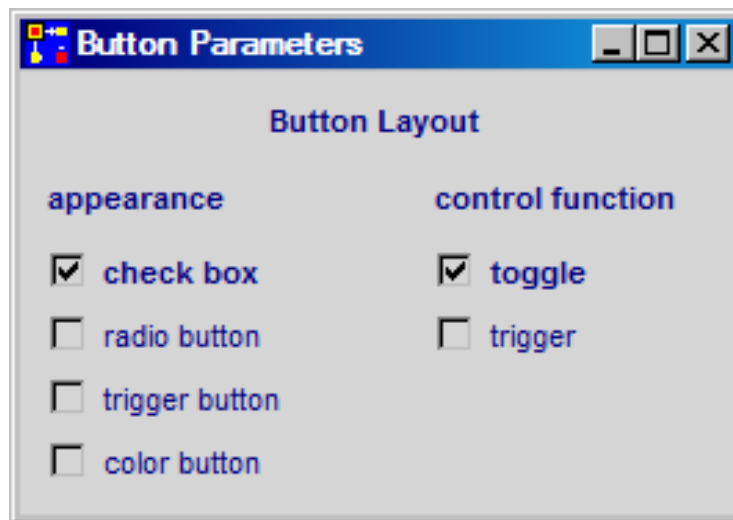 Button Parameters
Button Layout
appearance
control function
check box
toggle
radio button
trigger
trigger button
color button